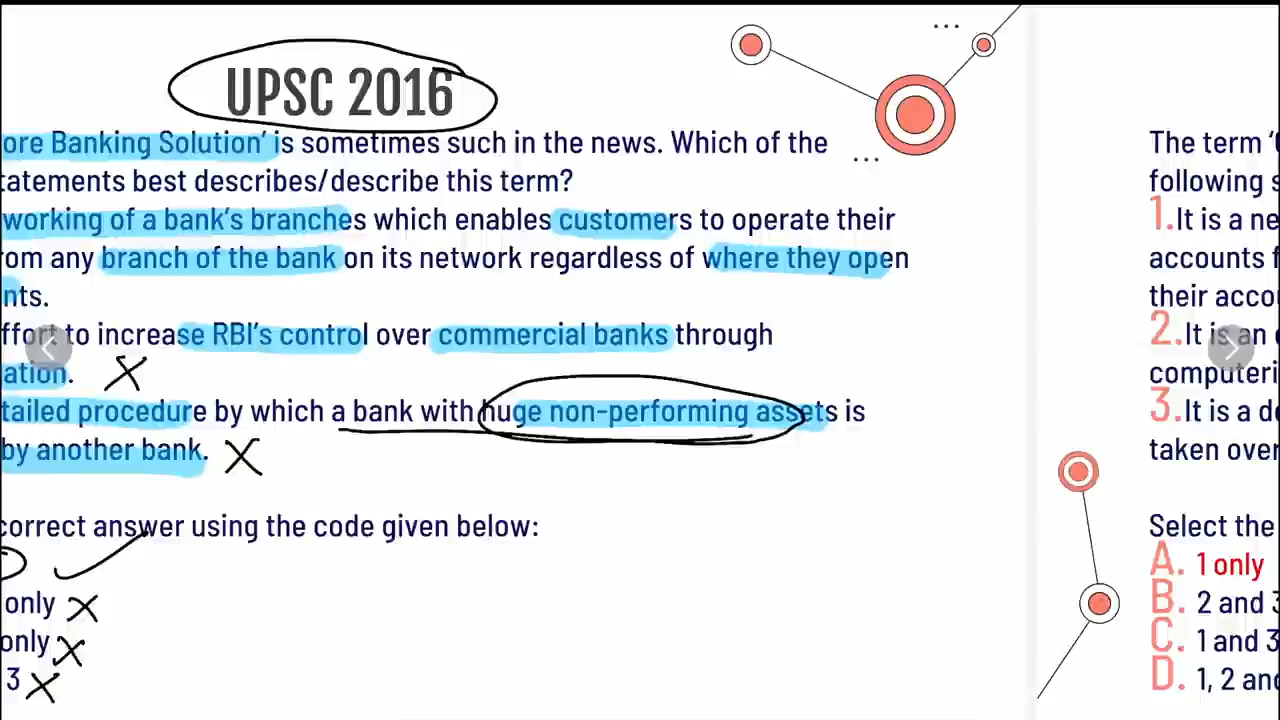 UPSC 2016
ore Banking Solution’ is sometimes such in the news. Which of the
tatements best describes/describe this term?
working of a bank’s branches which enables customers to operate their
rom any branch of the bank on its network regardless of where they open
nts.
ffort to increase RBI’s control over commercial banks through
ation.
tailed procedure by which a bank with huge non-performing assets is
by another bank.
correct answer using the code given below:
only
only
3
The term ‘
following s
1.It is a ne
accounts f
their acco
2.It is an
computeri
3.It is a de
taken over
Select the
A. 1 only
B. 2 and 3
C. 1 and 3
D. 1, 2 and